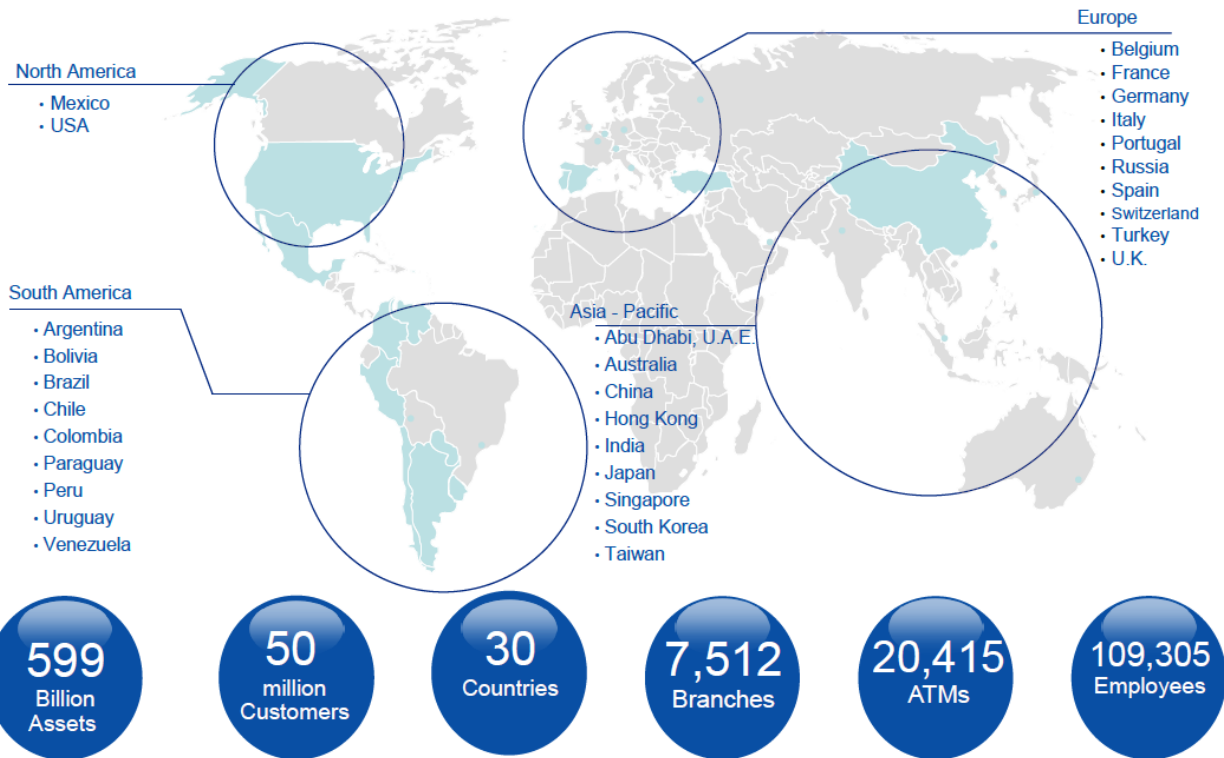 North America
• Mexico
• USA
South America
• Argentina
• Bolivia
• Brazil
• Chile
• Colombia
• Paraguay
• Peru
• Uruguay
• Venezuela
Europe
• Belgium
• France
• Germany
• Italy
• Portugal
• Russia
• Spain
• Switzerland
• Turkey
• U.K.
Asia - Pacific
• Abu Dhabi, U.A.E.
• Australia
• China
• Hong Kong
• India
• Japan
• Singapore
• South Korea
• Taiwan
599
Billion
Assets
50
million
Customers
30
Countries
7,512
Branches
20,415
ATMs
109,305
Employees